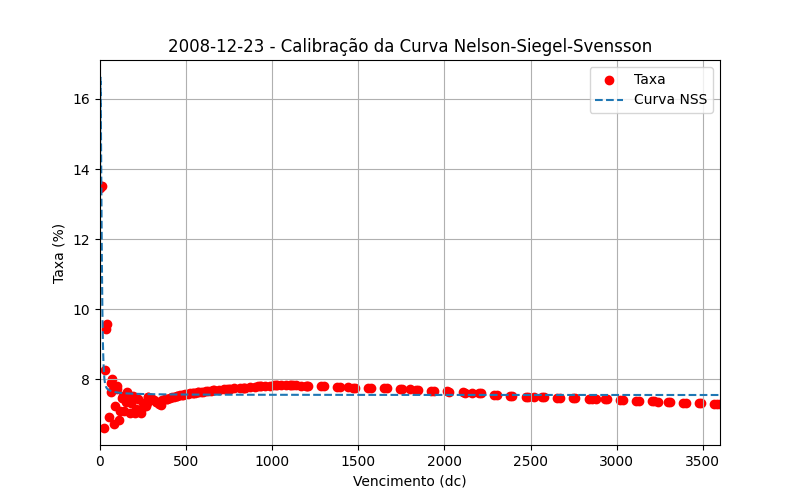 2008-12-23 - Calibração da Curva Nelson-Siegel-Svensson
Taxa
Curva NSS
16
14
12
10
8
Taxa (%)
0 500 1000 1500 2000 2500 3000 3500
Vencimento (dc)